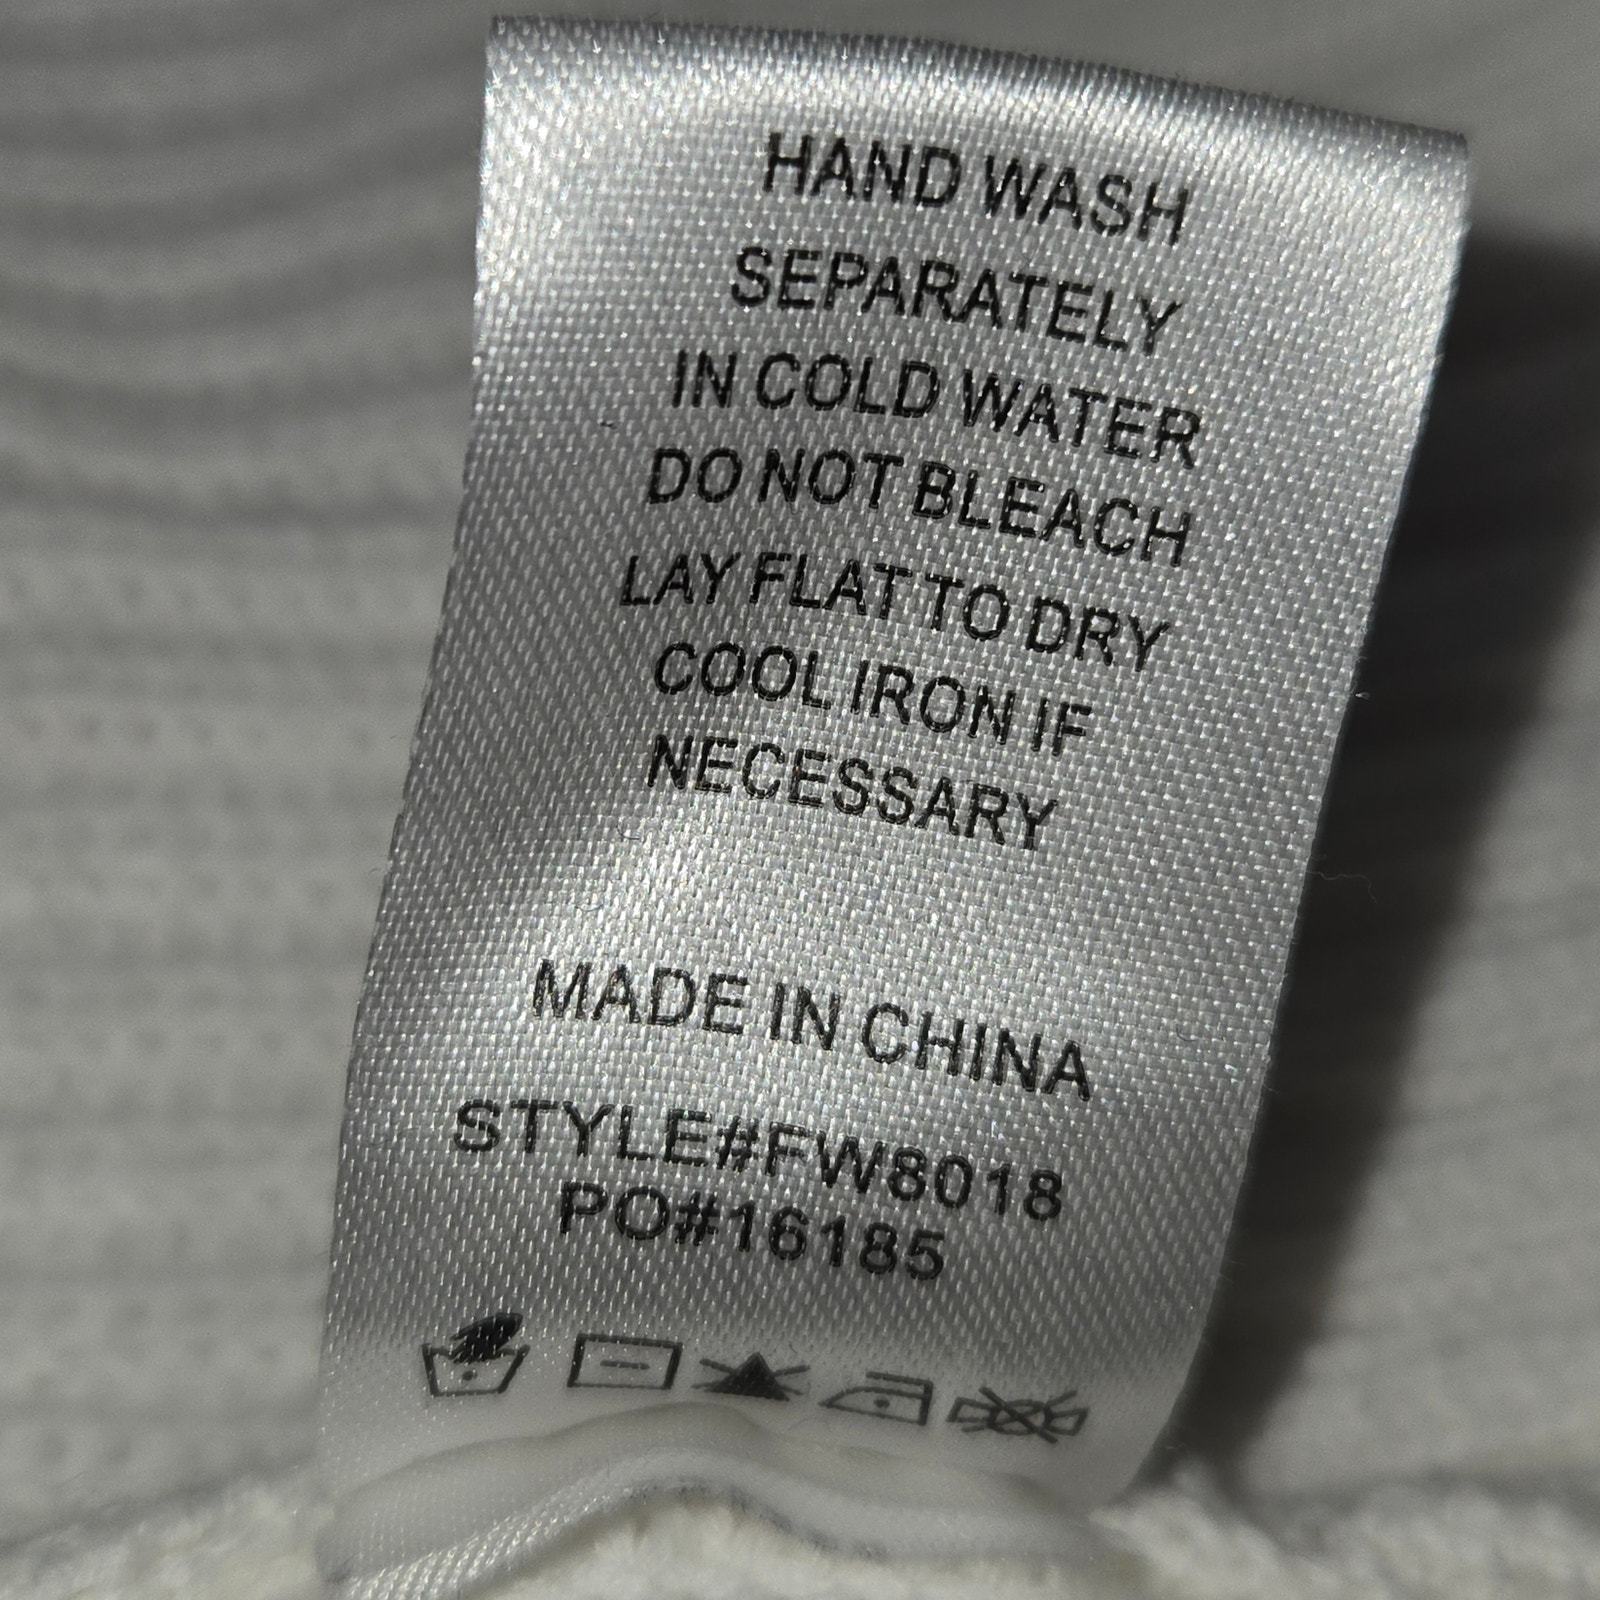 HAND WASH
SEPARATELY
IN COLD WATER
DO NOT BLEACH
LAY FLAT TO DRY
COOL IRON IF
NECESSARY
MADE IN CHINA
STYLE#FW8018
PO#16185